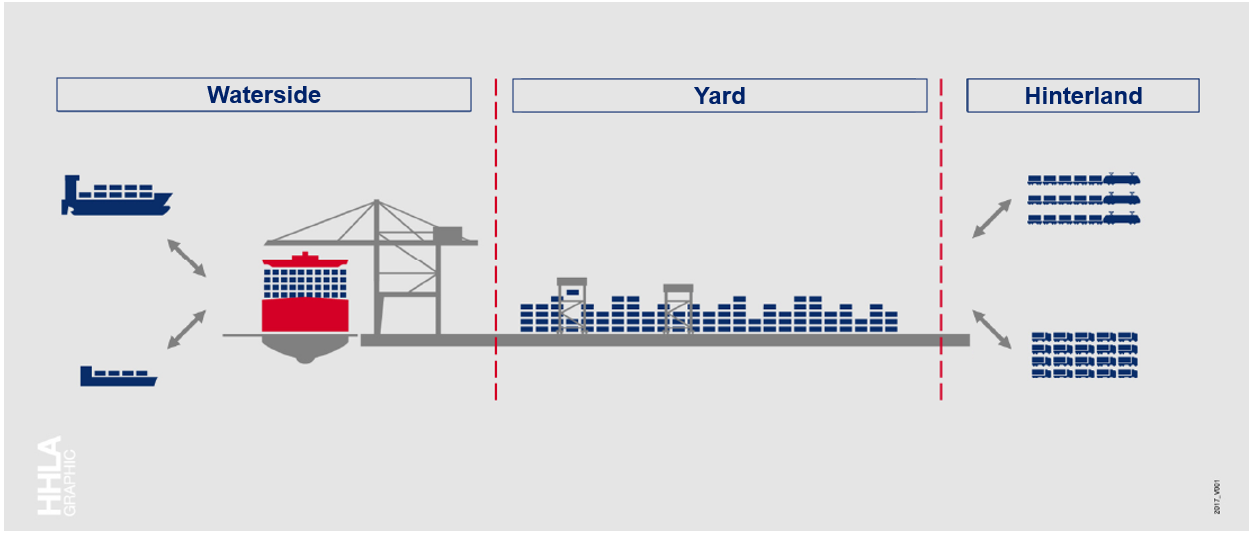 Waterside
Yard
Hinterland
HHLA
GRAPHIC
2017_V001